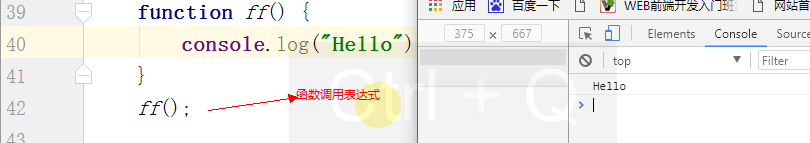 39 function ff() {
40 console.log("Hello")
41 }
42 ff();
43
函数调用表达式
Ctrl + Q
应用 百度一下 WEB前端开发入门班 网站首
375 × 667
Elements Console
top Filter
Hello